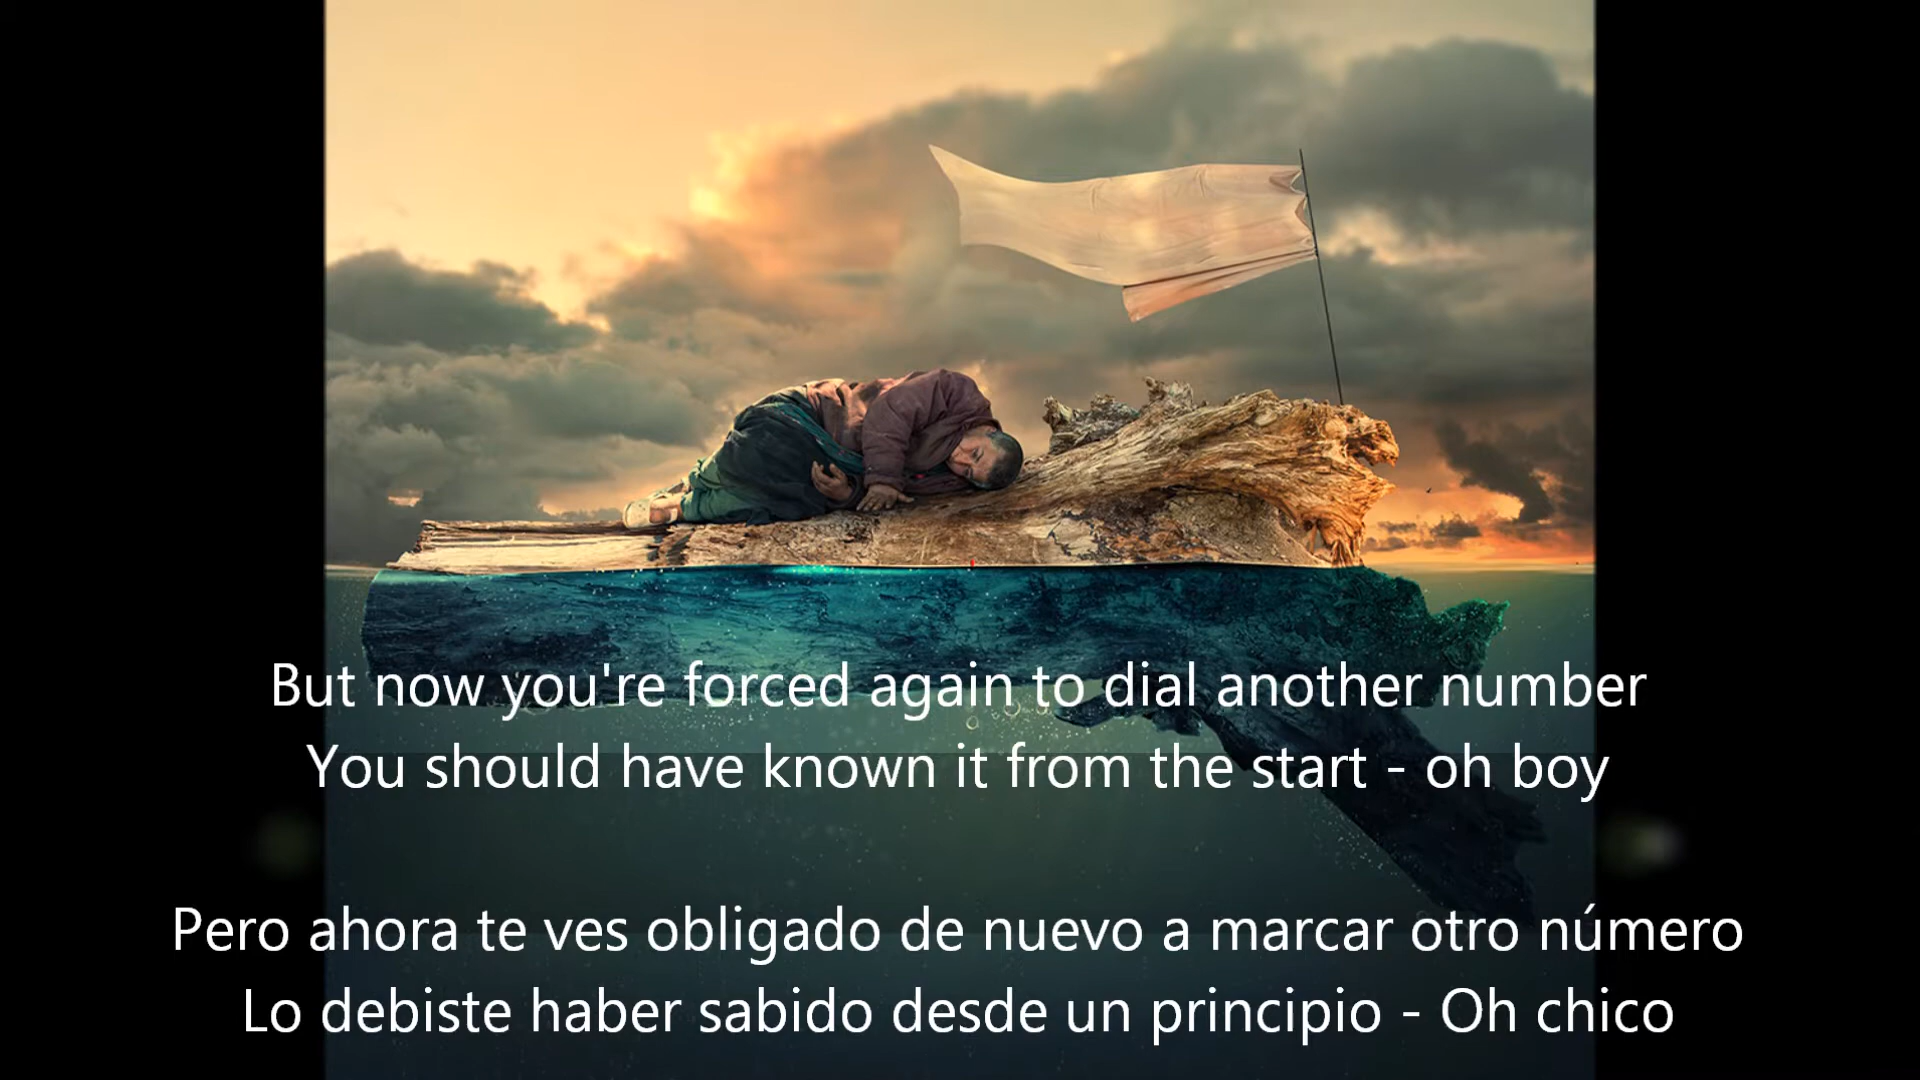 But now you're forced again to dial another number
You should have known it from the start - oh boy
Pero ahora te ves obligado de nuevo a marcar otro número
Lo debiste haber sabido desde un principio - Oh chico